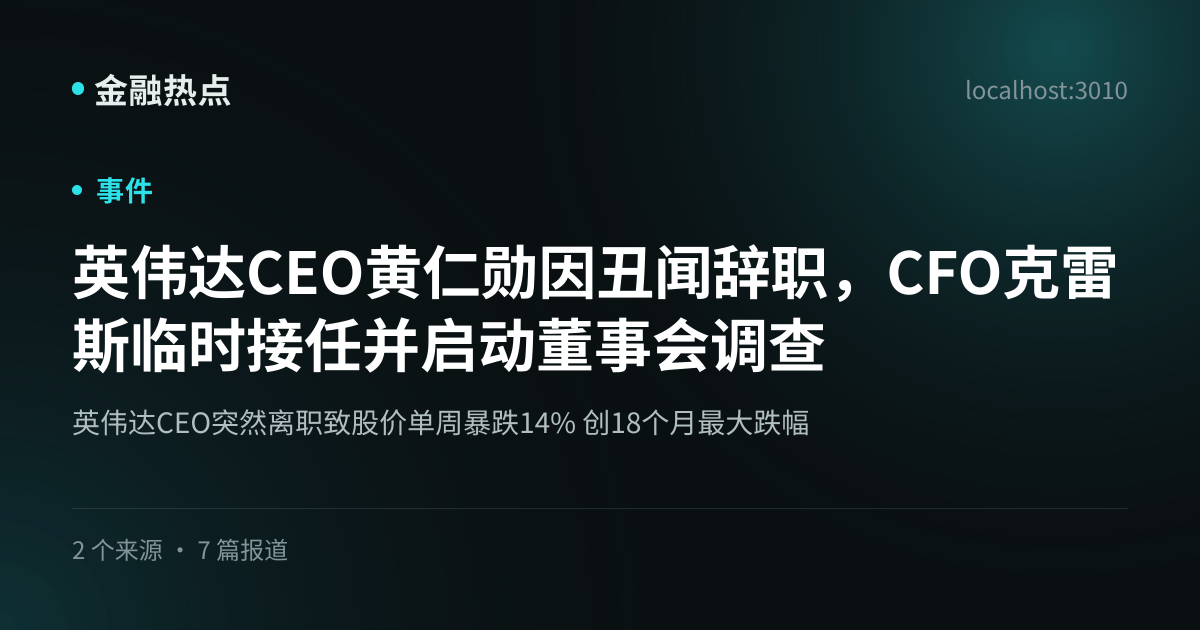 金融热点
localhost:3010
事件
英伟达CEO黄仁勋因丑闻辞职，CFO克雷
斯临时接任并启动董事会调查
英伟达CEO突然离职致股价单周暴跌14% 创18个月最大跌幅
2 个来源 · 7 篇报道